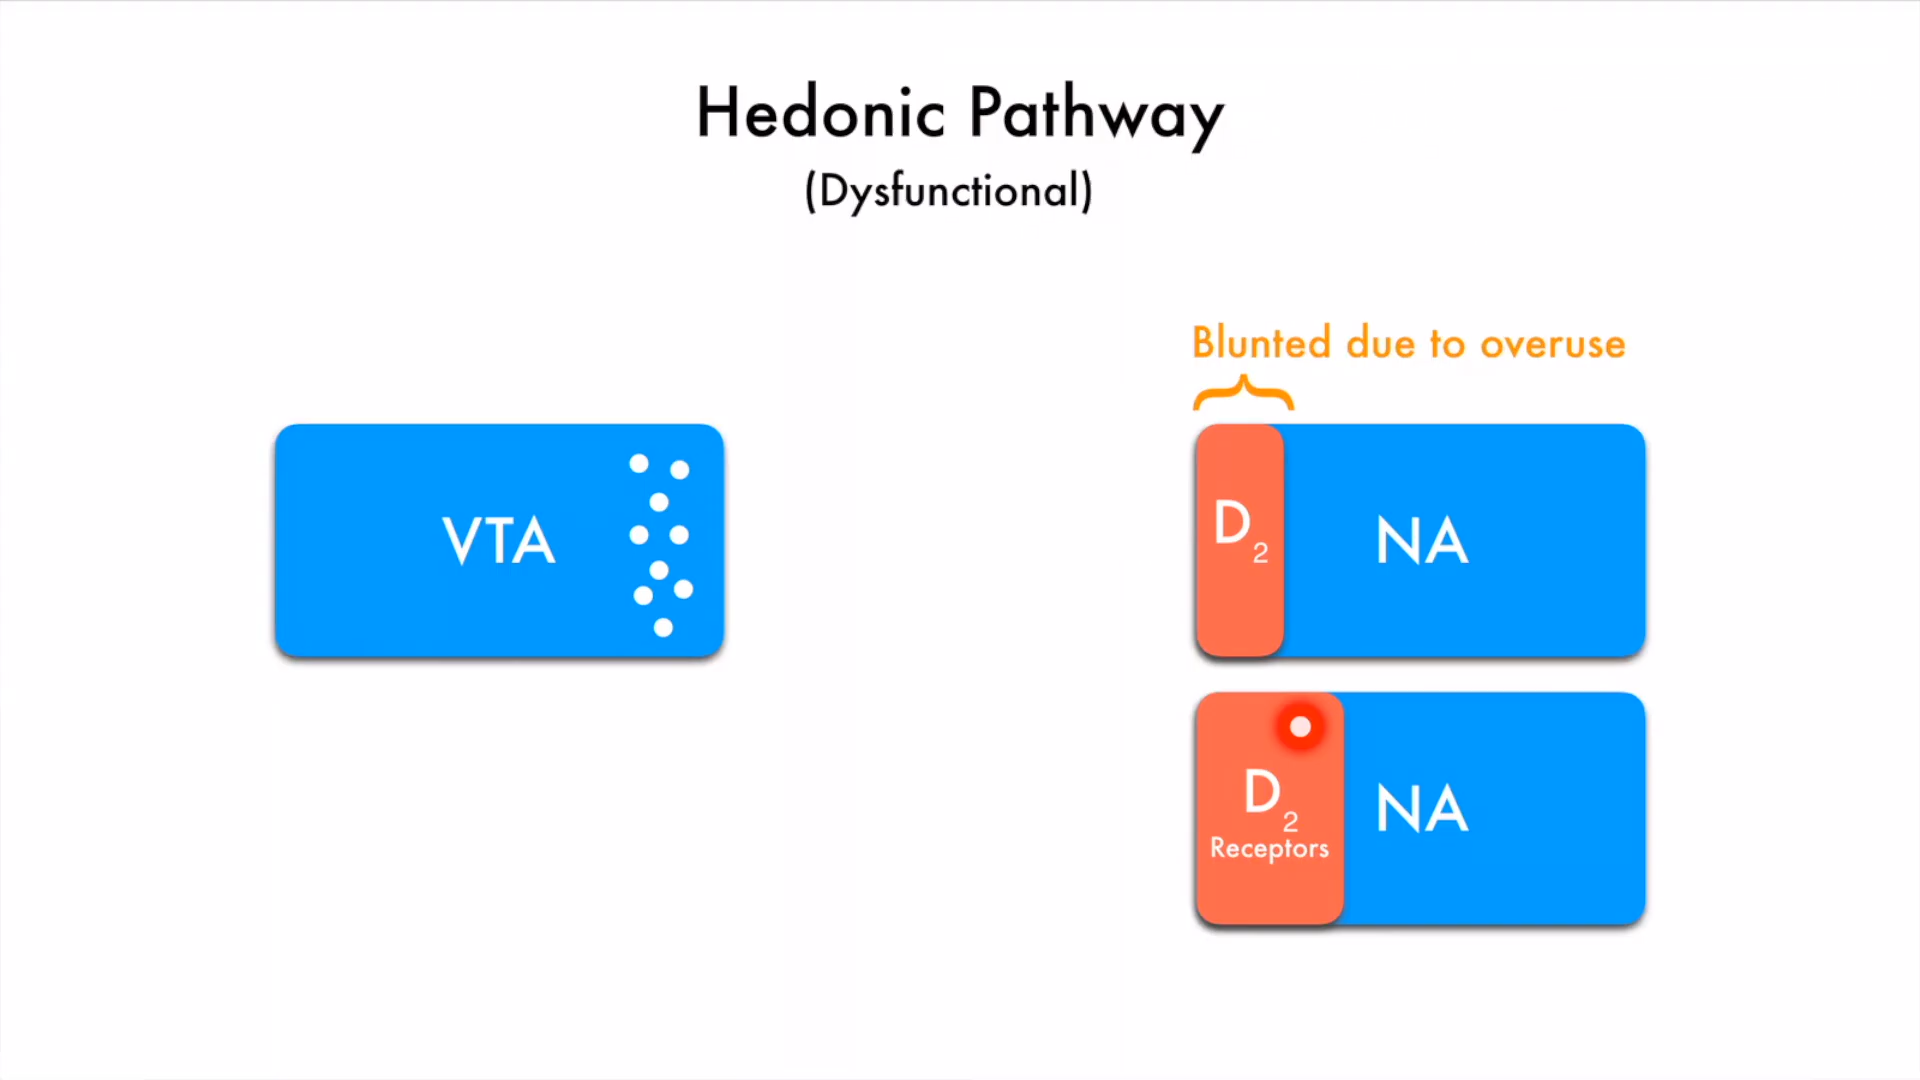 Hedonic Pathway
(Dysfunctional)
Blunted due to overuse
VTA
D2
NA
D2
Receptors
NA